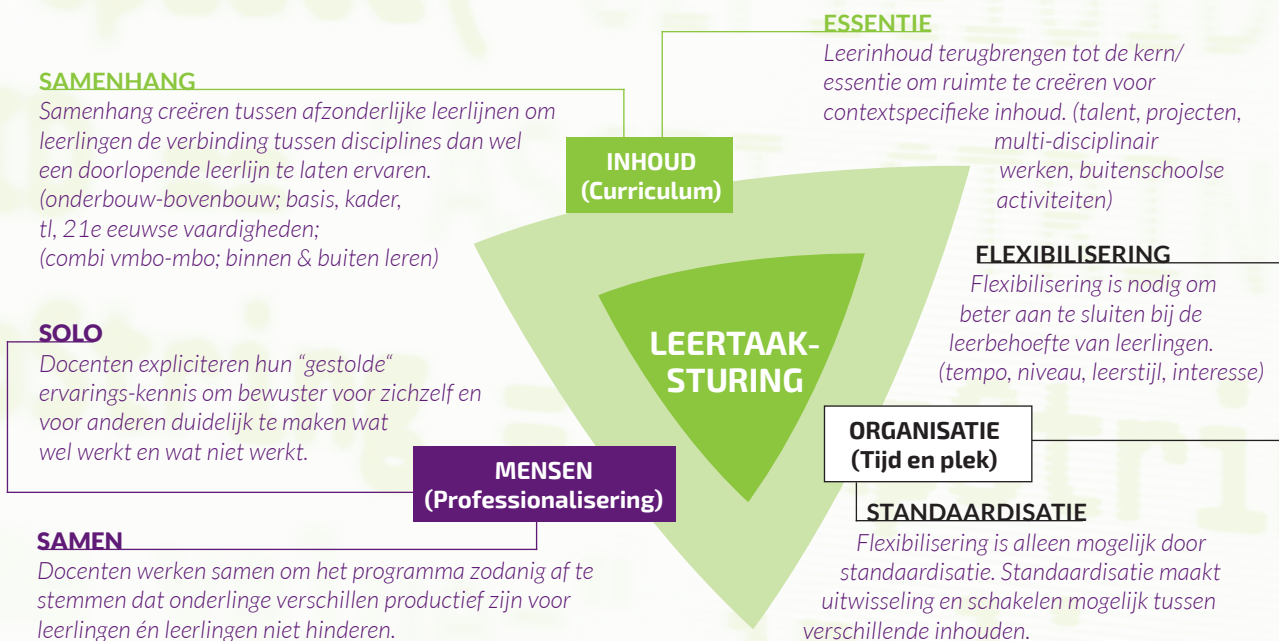 SAMENHANG
Samenhang creëren tussen afzonderlijke leerlijnen om
leerlingen de verbinding tussen disciplines dan wel
een doorlopende leerlijn te laten ervaren.
(onderbouw-bovenbouw; basis, kader,
tl, 21e eeuwse vaardigheden;
(combi vmbo-mbo; binnen & buiten leren)
ESSENTIE
Leerinhoud terugbrengen tot de kern/
essentie om ruimte te creëren voor
contextspecifieke inhoud. (talent, projecten,
multi-disciplinair
werken, buitenschoolse
activiteiten)
INHOUD
(Curriculum)
FLEXIBILISERING
Flexibilisering is nodig om
beter aan te sluiten bij de
leerbehoefte van leerlingen.
(tempo, niveau, leerstijl, interesse)
LEERTAAK-
STURING
SOLO
Docenten expliciteren hun “gestolde“
ervarings-kennis om bewuster voor zichzelf en
voor anderen duidelijk te maken wat
wel werkt en wat niet werkt.
MENSEN
(Professionalisering)
ORGANISATIE
(Tijd en plek)
SAMEN
Docenten werken samen om het programma zodanig af te
stemmen dat onderlinge verschillen productief zijn voor
leerlingen én leerlingen niet hinderen.
STANDAARDISATIE
Flexibilisering is alleen mogelijk door
standaardisatie. Standaardisatie maakt
uitwisseling en schakelen mogelijk tussen
verschillende inhouden.